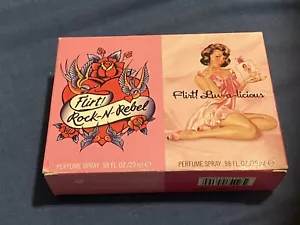 Flirt!
Rock-N-Rebel
PERFUME SPRAY .98 FL.OZ/29 ml ℮
Flirt! Luv-a-licious
PERFUME SPRAY .98 FL.OZ/29 ml ℮